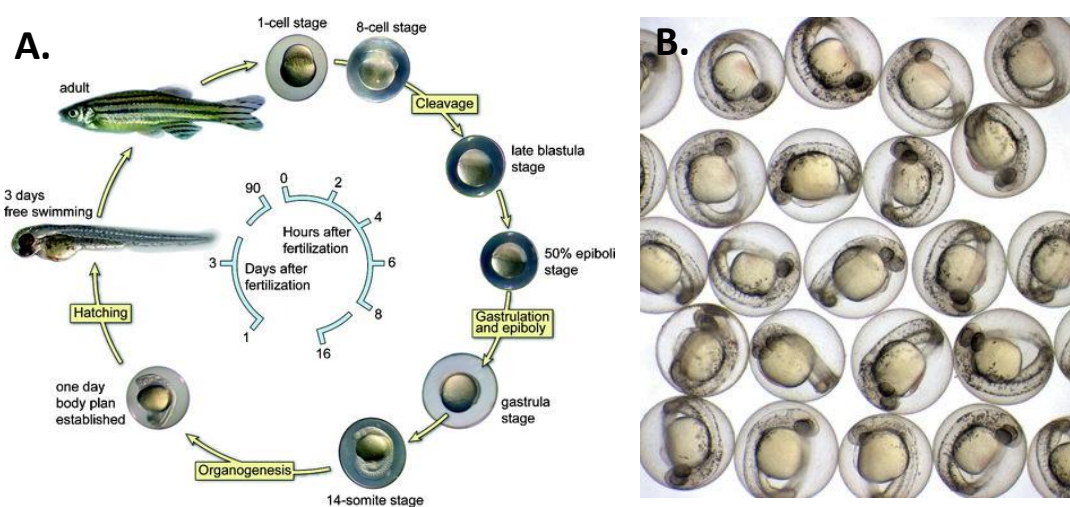 A.
1-cell stage
8-cell stage
Cleavage
late blastula
stage
50% epiboli
stage
Gastrulation
and epiboly
gastrula
stage
14-somite stage
Organogenesis
one day
body plan
established
Hatching
3 days
free swimming
adult
0
2
4
6
8
16
1
3
90
Hours after
fertilization
Days after
fertilization
B.